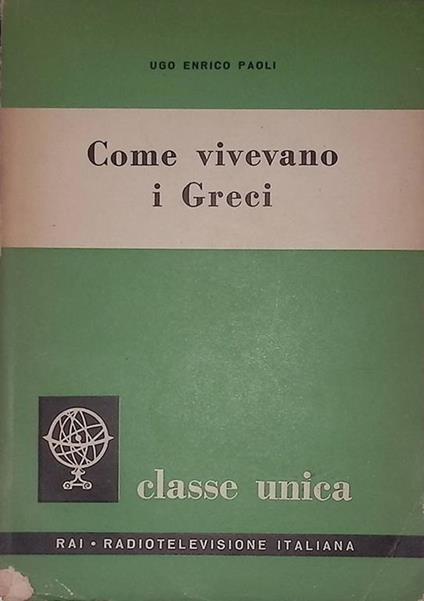 UGO ENRICO PAOLI
Come vivevano
i Greci
classe unica
RAI • RADIOTELEVISIONE ITALIANA